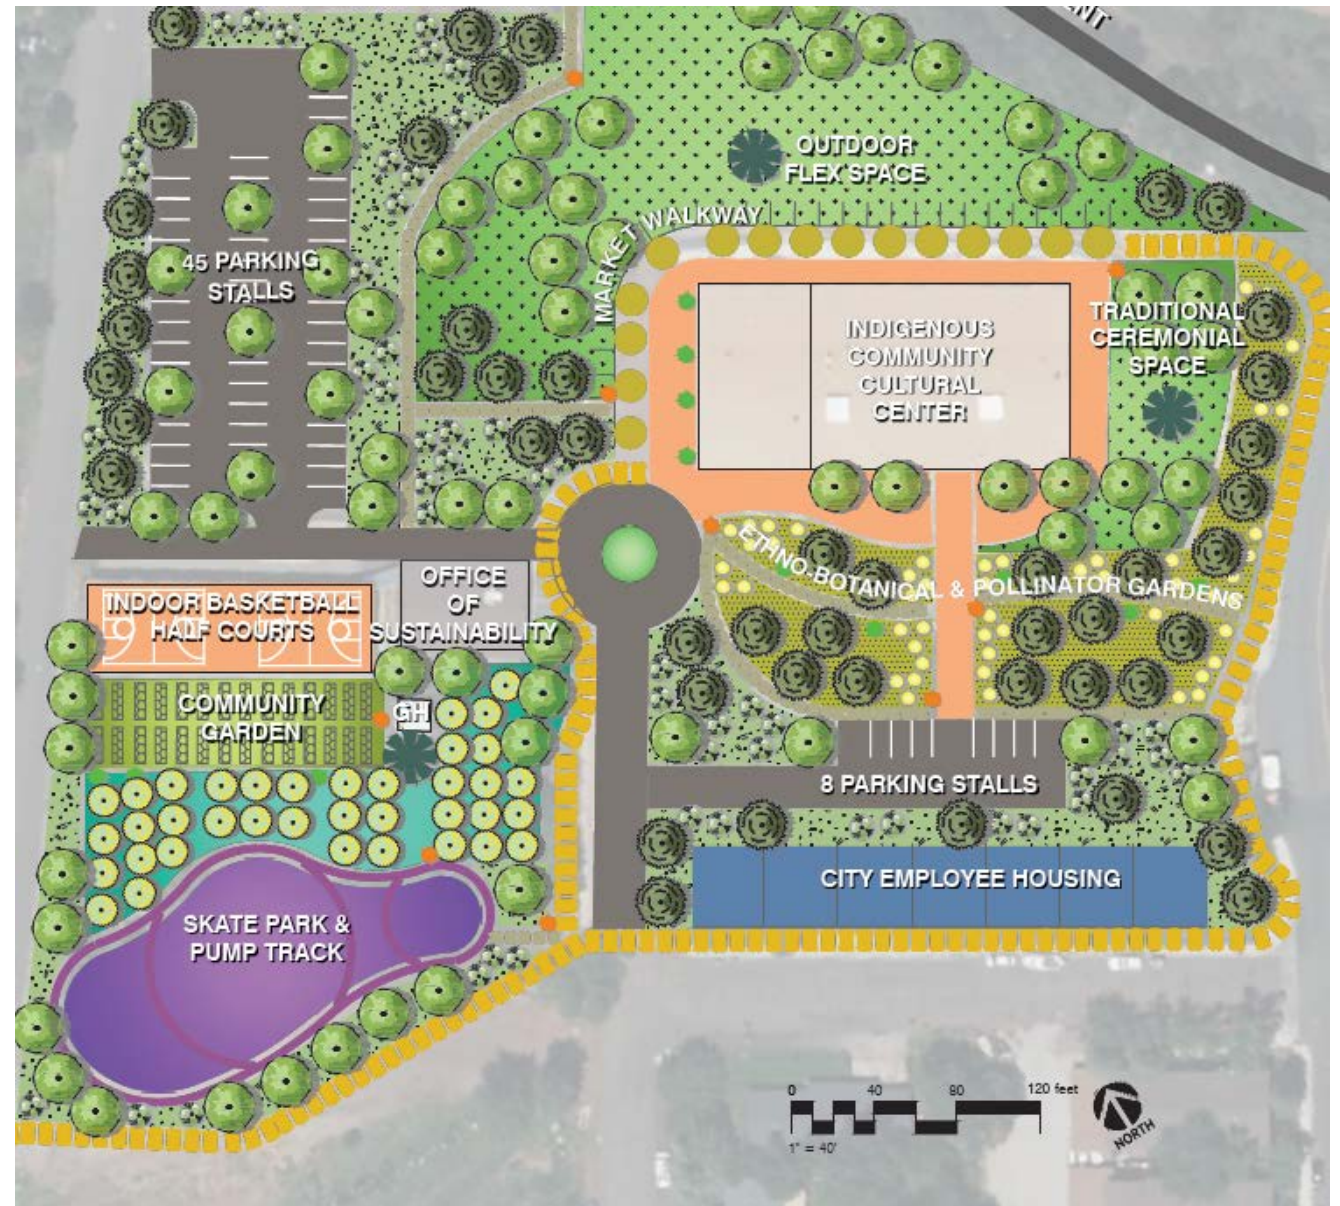 OUTDOOR
FLEX SPACE
MARKET WALKWAY
45 PARKING
STALLS
INDIGENOUS
COMMUNITY
CULTURAL
CENTER
TRADITIONAL
CEREMONIAL
SPACE
ETHNO-BOTANICAL & POLLINATOR GARDENS
OFFICE
OF
SUSTAINABILITY
INDOOR BASKETBALL
HALF COURTS
COMMUNITY
GARDEN
GH
8 PARKING STALLS
CITY EMPLOYEE HOUSING
SKATE PARK &
PUMP TRACK
0 40 80 120 feet
1" = 40'
NORTH